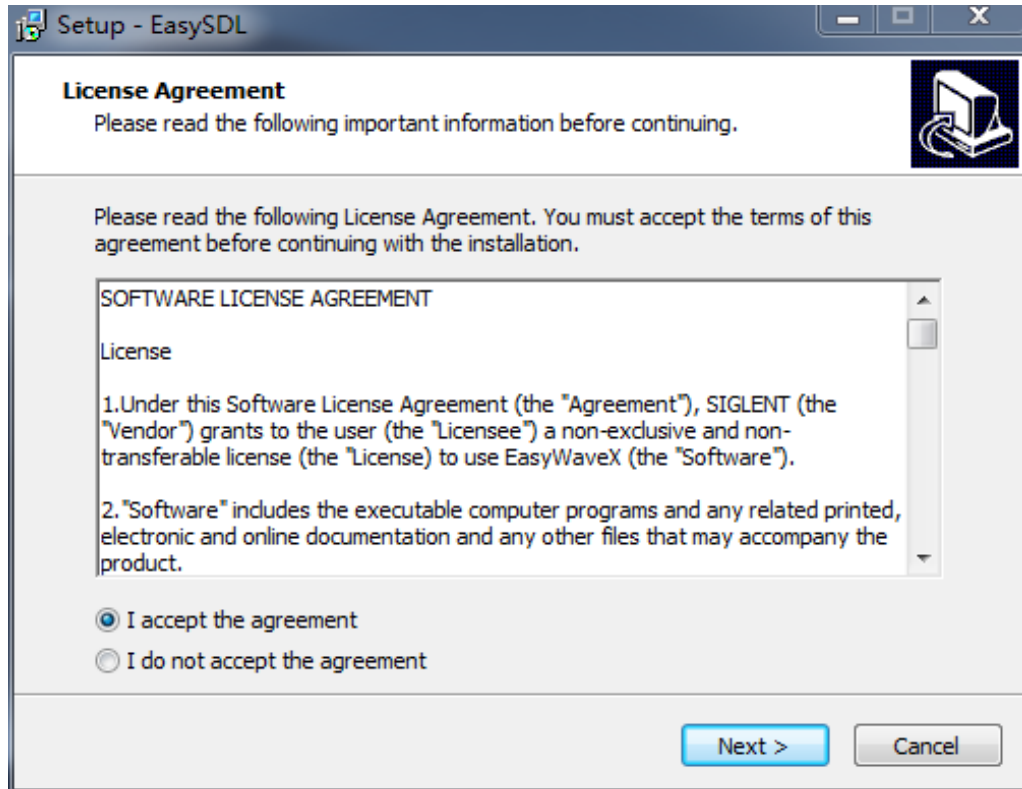 Setup - EasySDL
License Agreement
Please read the following important information before continuing.
Please read the following License Agreement. You must accept the terms of this
agreement before continuing with the installation.
SOFTWARE LICENSE AGREEMENT
License
1.Under this Software License Agreement (the "Agreement"), SIGLENT (the
"Vendor") grants to the user (the "Licensee") a non-exclusive and non-
transferable license (the "License) to use EasyWaveX (the "Software").
2."Software" includes the executable computer programs and any related printed,
electronic and online documentation and any other files that may accompany the
product.
I accept the agreement
I do not accept the agreement
Next >
Cancel